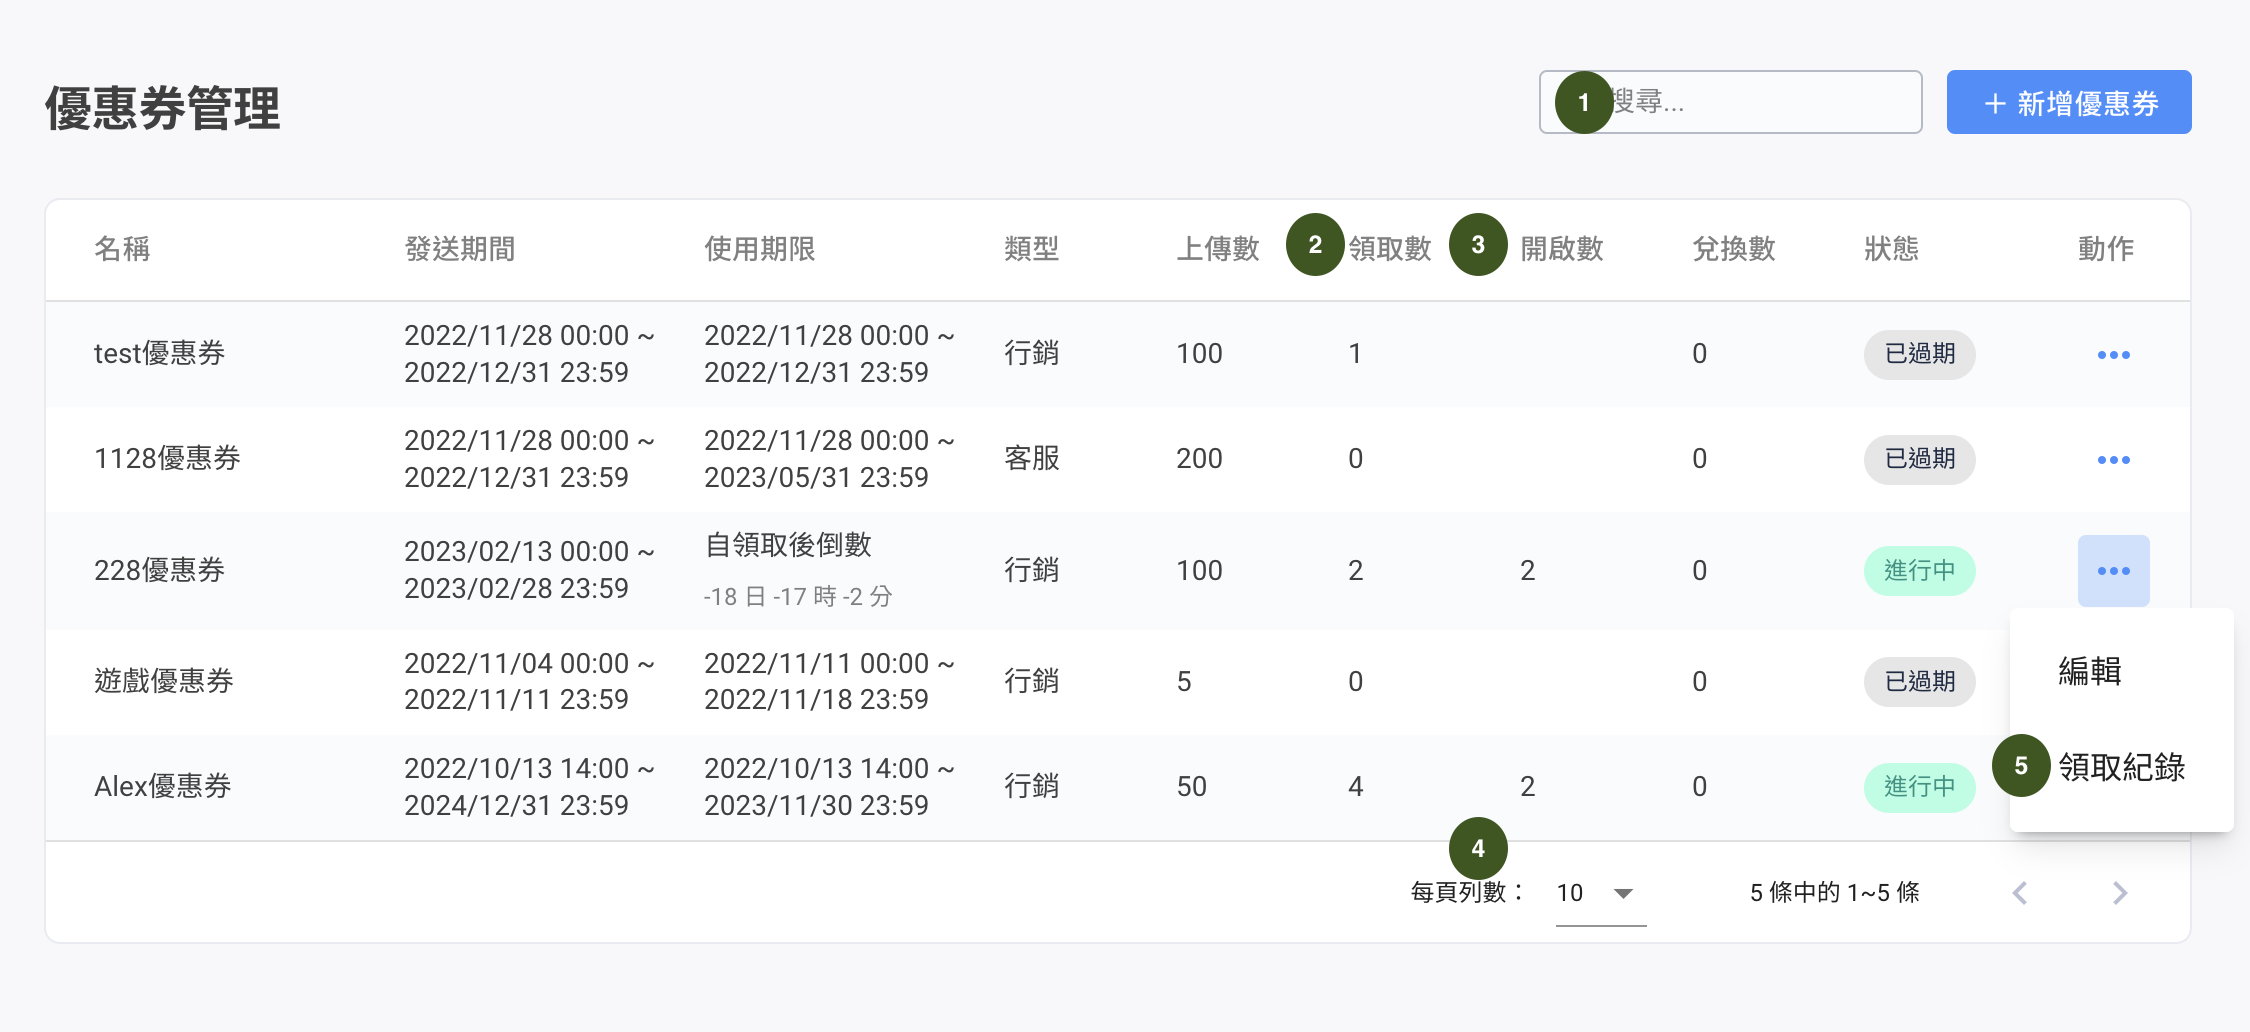 優惠券管理
1 搜尋...
+ 新增優惠券
名稱 發送期間 使用期限 類型 上傳數 2 領取數 3 開啟數 兌換數 狀態 動作
test優惠券 2022/11/28 00:00 ~ 2022/11/28 00:00 ~ 行銷 100 1 0 已過期
2022/12/31 23:59 2022/12/31 23:59
1128優惠券 2022/11/28 00:00 ~ 2022/11/28 00:00 ~ 客服 200 0 0 已過期
2022/12/31 23:59 2023/05/31 23:59
228優惠券 2023/02/13 00:00 ~ 自領取後倒數 行銷 100 2 2 0 進行中
2023/02/28 23:59 -18 日 -17 時 -2 分
遊戲優惠券 2022/11/04 00:00 ~ 2022/11/11 00:00 ~ 行銷 5 0 0 已過期
2022/11/11 23:59 2022/11/18 23:59
編輯
Alex優惠券 2022/10/13 14:00 ~ 2022/10/13 14:00 ~ 行銷 50 4 2 0 進行中
2024/12/31 23:59 2023/11/30 23:59
5 領取紀錄
4
每頁列數： 10 5 條中的 1~5 條